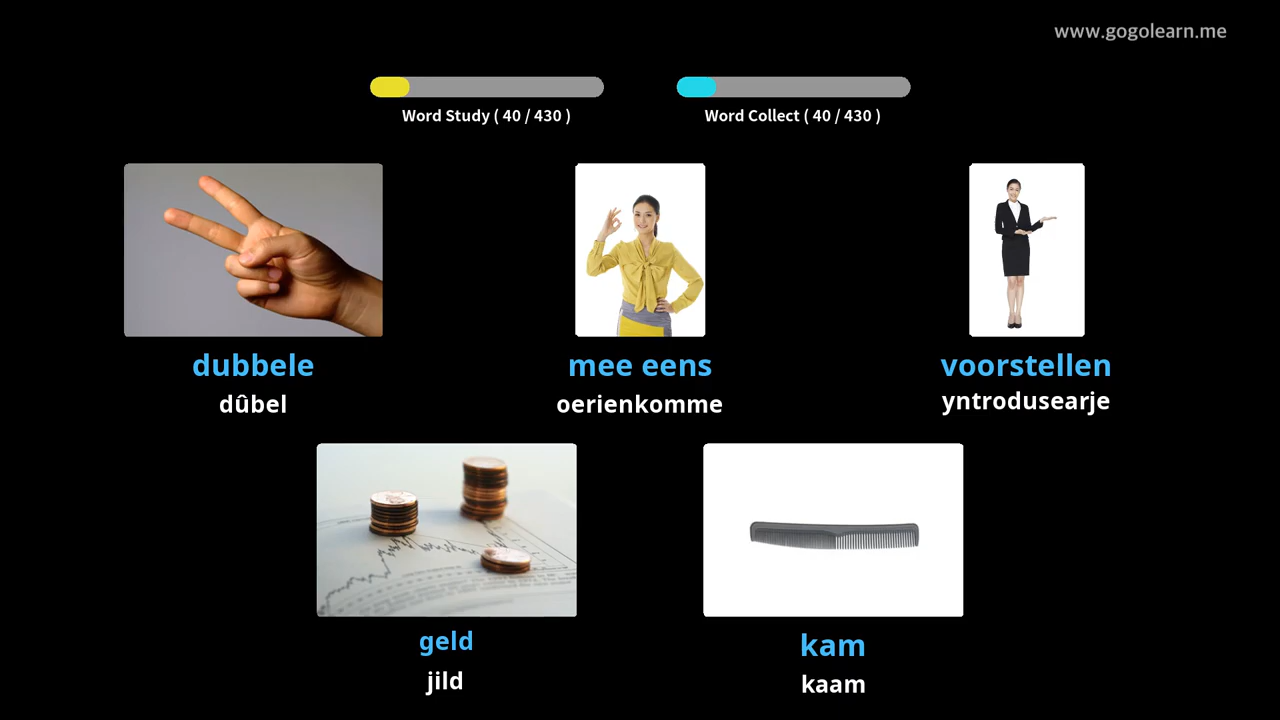 www.gogolearn.me
Word Study ( 40 / 430 )
Word Collect ( 40 / 430 )
dubbele
dûbel
mee eens
oerienkomme
voorstellen
yntrodusearje
geld
jild
kam
kaam